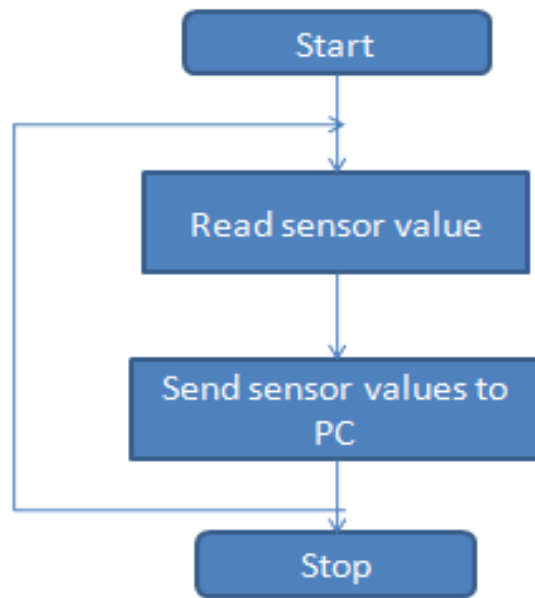 Start
Read sensor value
Send sensor values to
PC
Stop